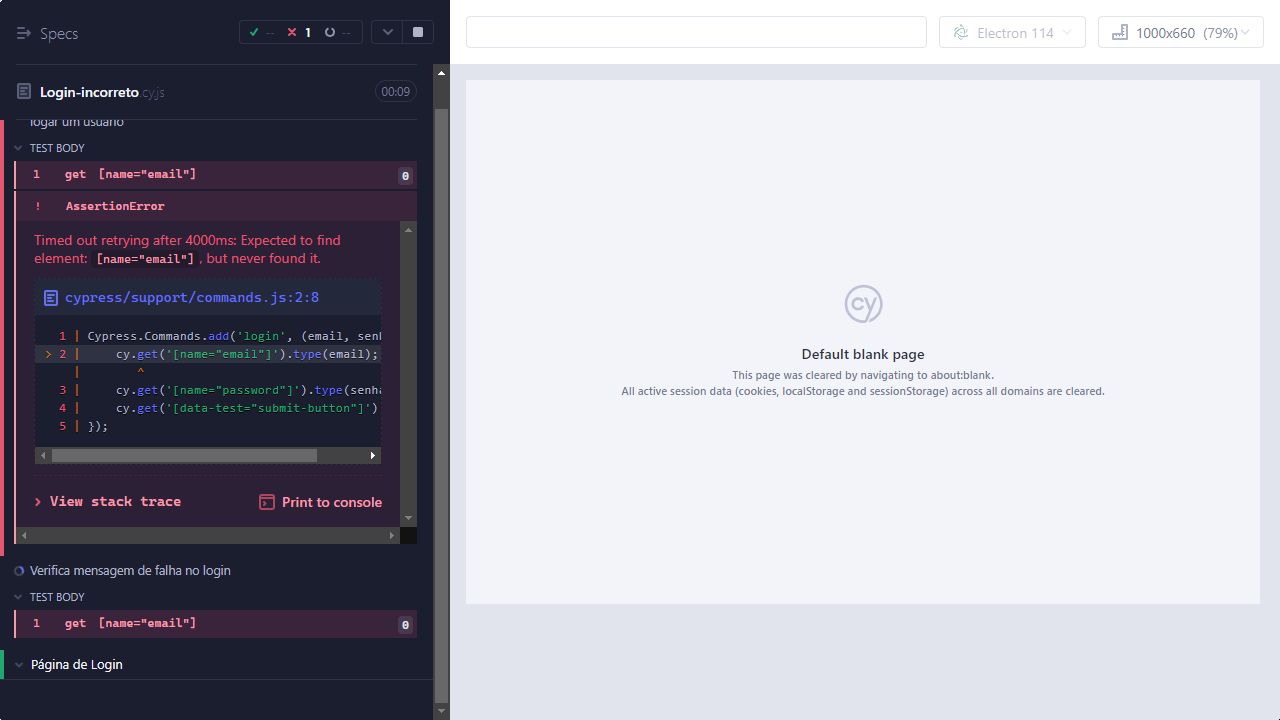 Specs
-- 1 --
Electron 114
1000x660 (79%)
Login-incorreto.cy.js
00:09
logar um usuário
TEST BODY
1 get [name="email"] 0
! AssertionError
Timed out retrying after 4000ms: Expected to find
element: [name="email"], but never found it.
cypress/support/commands.js:2:8
1 | Cypress.Commands.add('login', (email, senh
> 2 | cy.get('[name="email"]').type(email);
| ^
3 | cy.get('[name="password"]').type(senha
4 | cy.get('[data-test="submit-button"]')
5 | });
View stack trace
Print to console
Verifica mensagem de falha no login
TEST BODY
1 get [name="email"] 0
Página de Login
cy
Default blank page
This page was cleared by navigating to about:blank.
All active session data (cookies, localStorage and sessionStorage) across all domains are cleared.